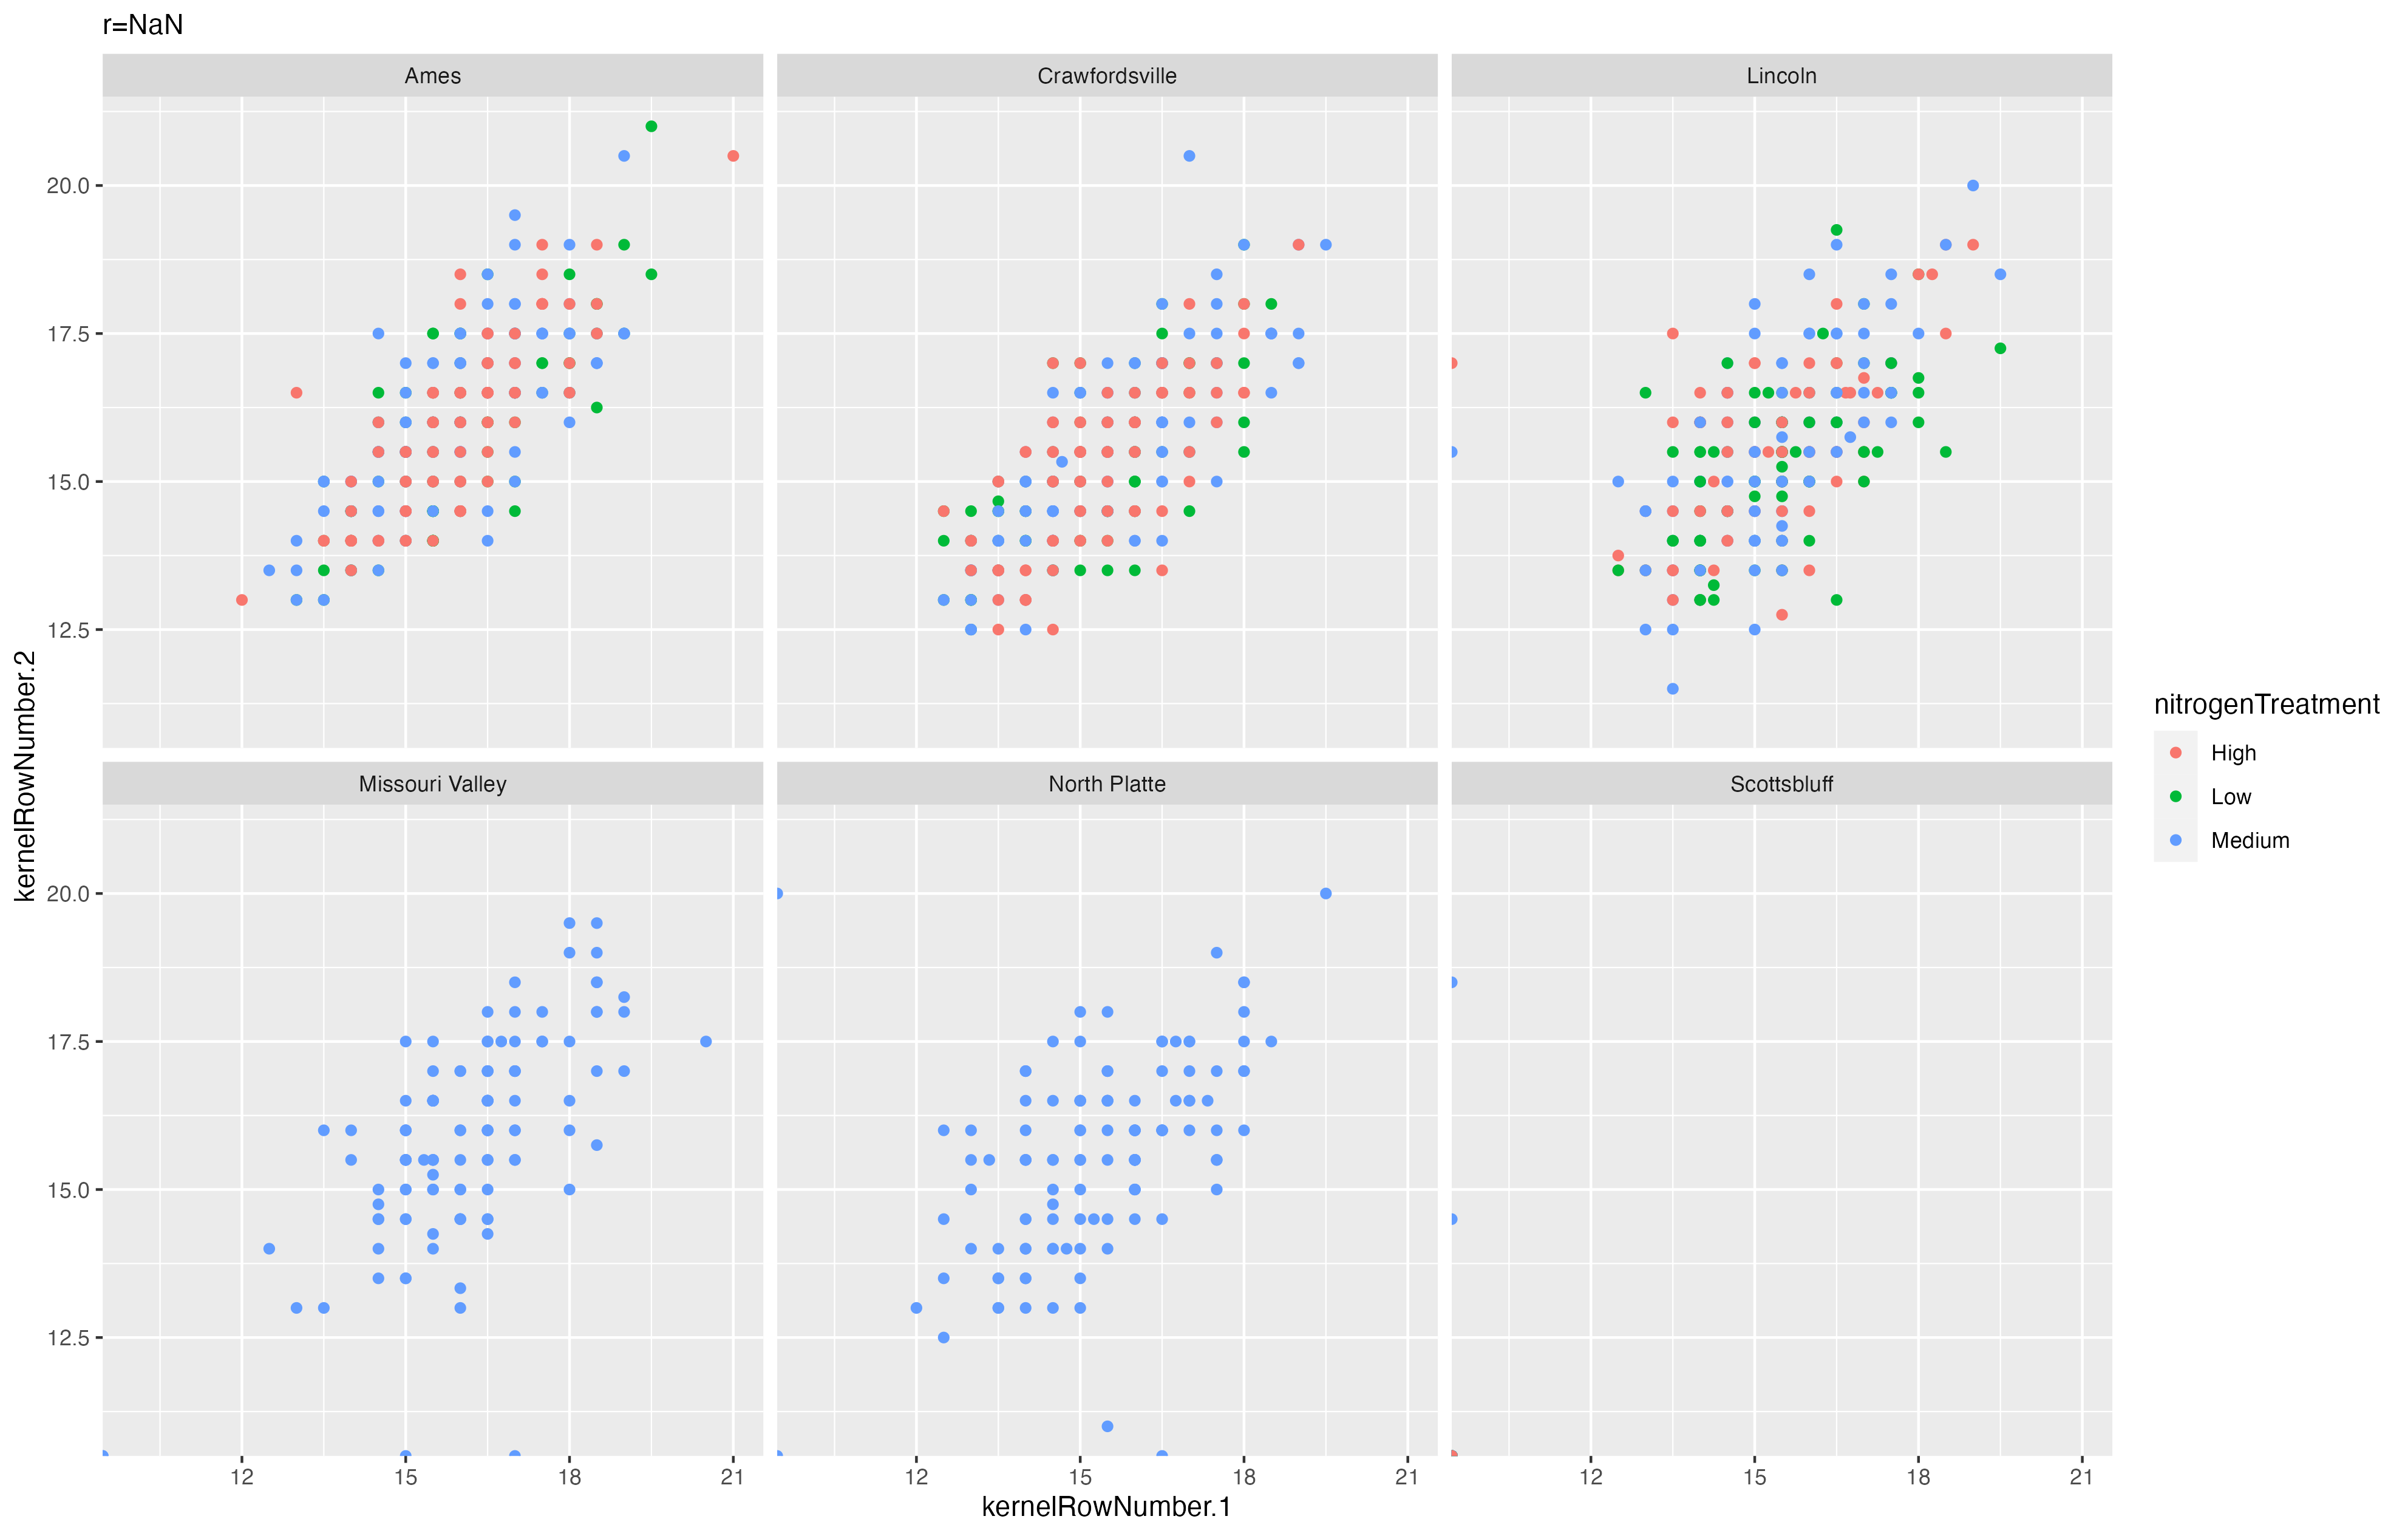 r=NaN
Ames
Crawfordsville
Lincoln
20.0
17.5
15.0
12.5
kernelRowNumber.2
Missouri Valley
North Platte
Scottsbluff
20.0
17.5
15.0
12.5
12 15 18 21
12 15 18 21
12 15 18 21
kernelRowNumber.1
nitrogenTreatment
High
Low
Medium